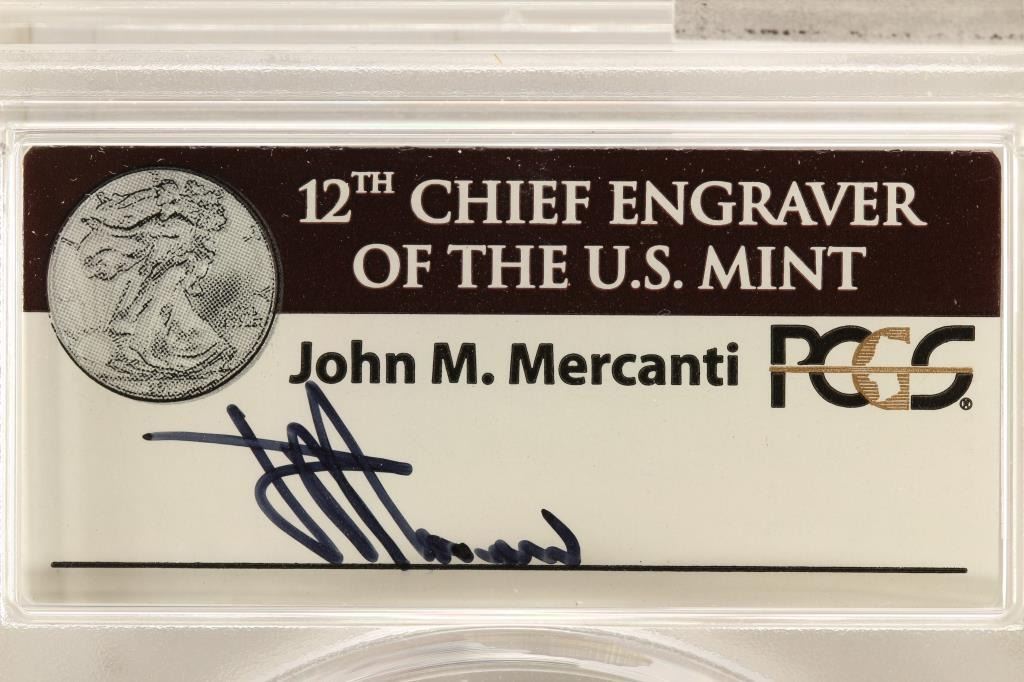 12TH CHIEF ENGRAVER
OF THE U.S. MINT
John M. Mercanti
PCGS®